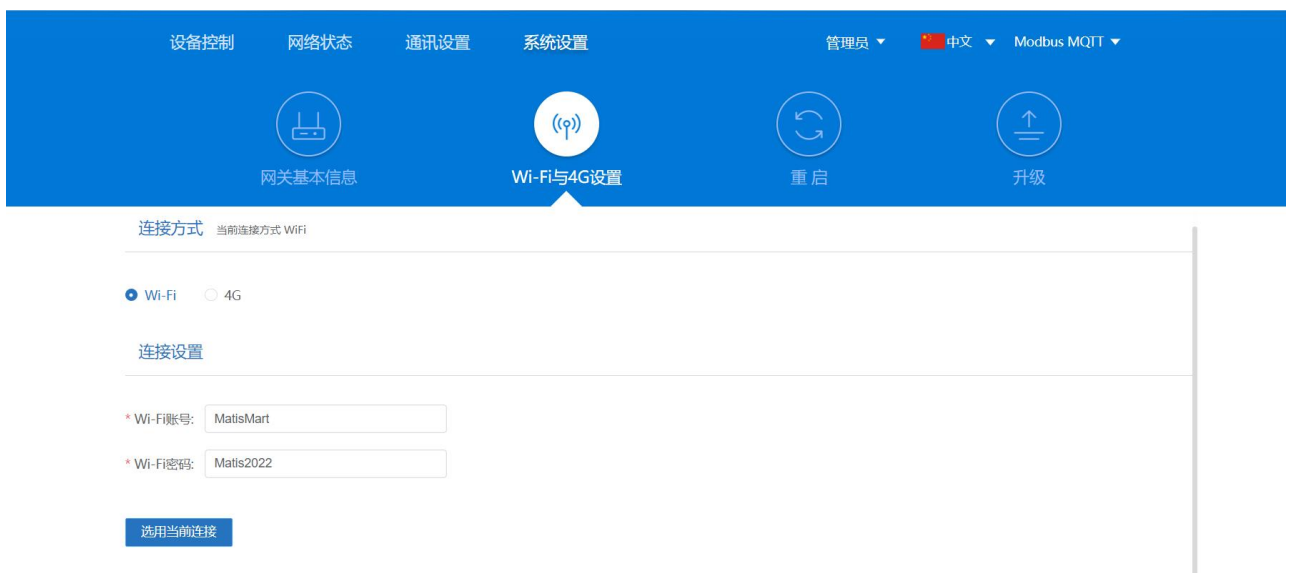 设备控制 网络状态 通讯设置 系统设置 管理员 中文 Modbus MQTT
网关基本信息 Wi-Fi与4G设置 重启 升级
连接方式 当前连接方式 WiFi
Wi-Fi 4G
连接设置
* Wi-Fi账号: MatisMart
* Wi-Fi密码: Matis2022
选用当前连接